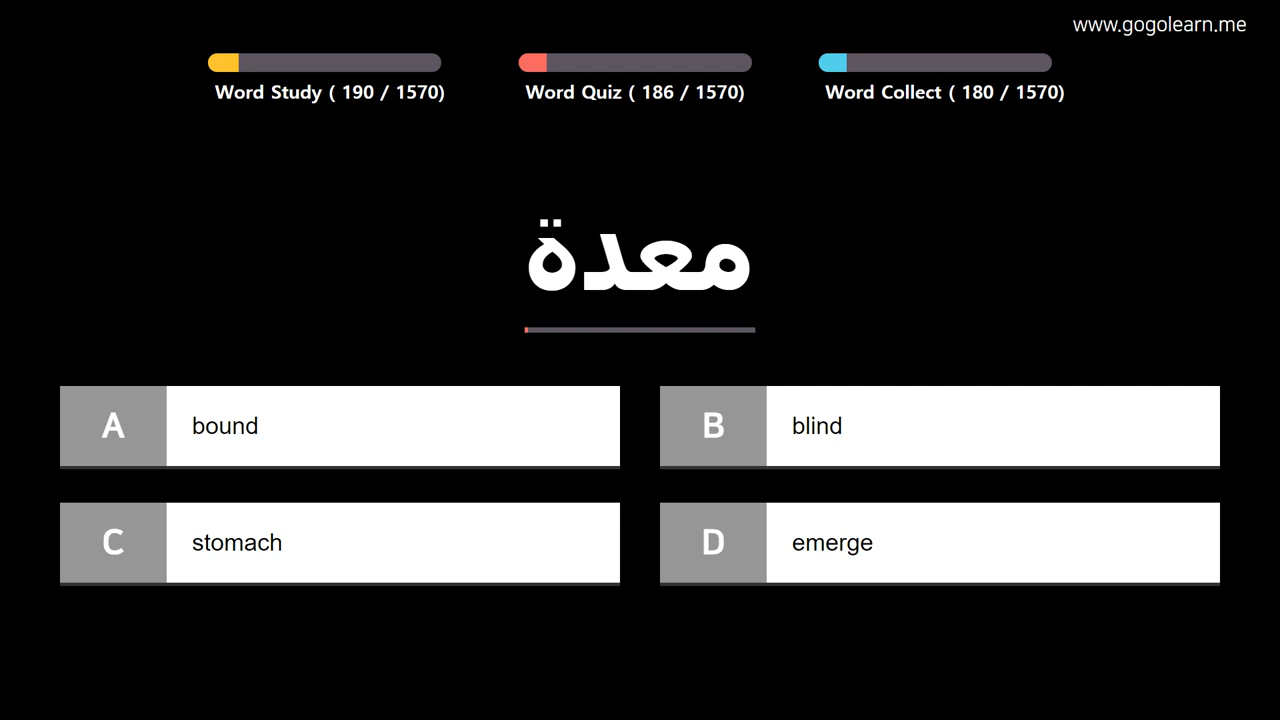 www.gogolearn.me
Word Study ( 190 / 1570)
Word Quiz ( 186 / 1570)
Word Collect ( 180 / 1570)
معدة
A bound
B blind
C stomach
D emerge